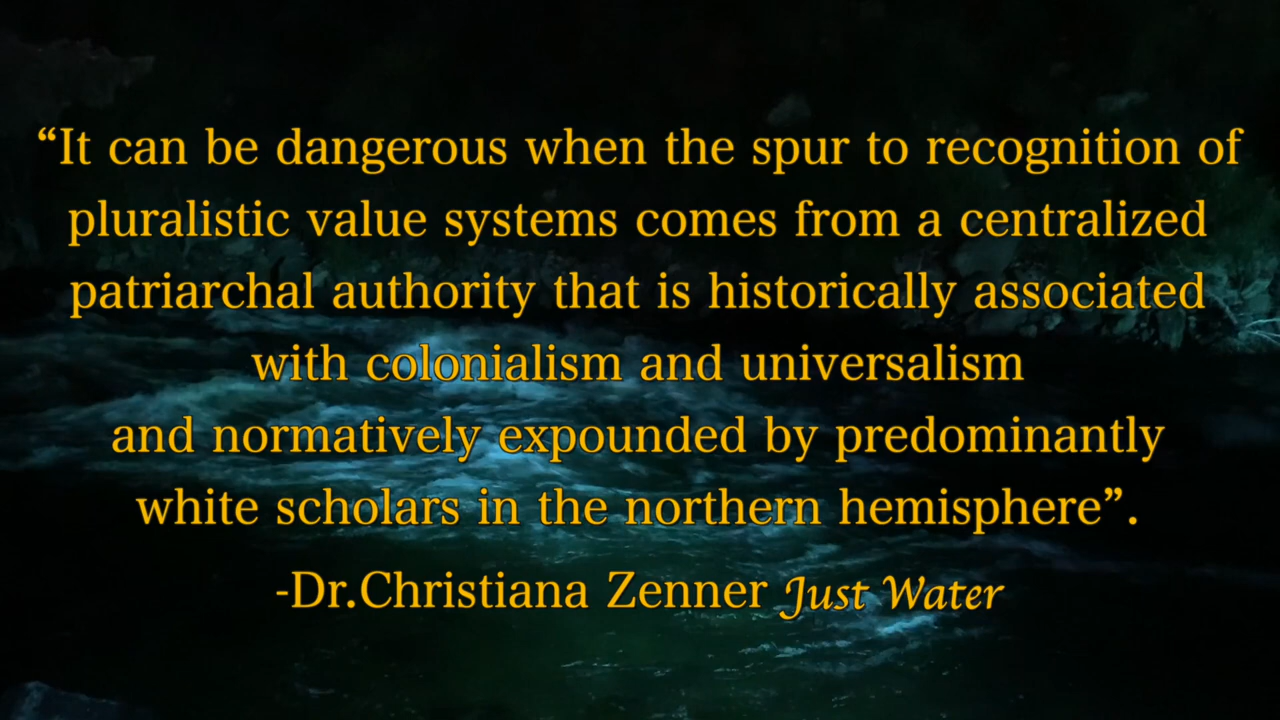 “It can be dangerous when the spur to recognition of
pluralistic value systems comes from a centralized
patriarchal authority that is historically associated
with colonialism and universalism
and normatively expounded by predominantly
white scholars in the northern hemisphere”.
-Dr.Christiana Zenner Just Water